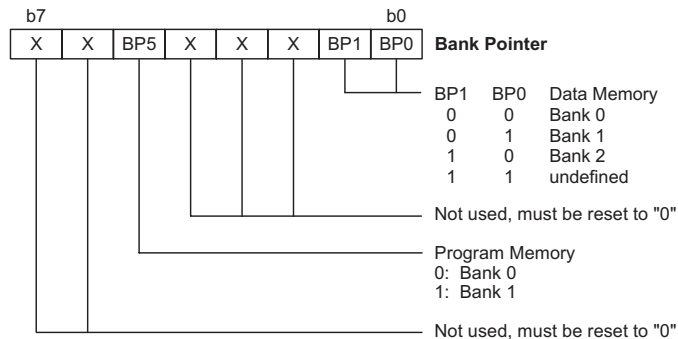 b7 b0
X X BP5 X X X BP1 BP0 Bank Pointer
BP1 BP0 Data Memory
0 0 Bank 0
0 1 Bank 1
1 0 Bank 2
1 1 undefined
Not used, must be reset to "0"
Program Memory
0: Bank 0
1: Bank 1
Not used, must be reset to "0"